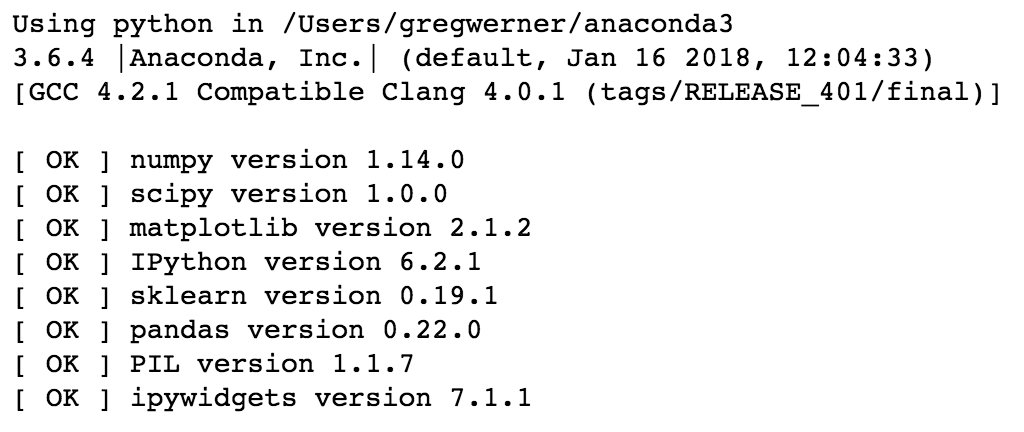 Using python in /Users/gregwerner/anaconda3
3.6.4 |Anaconda, Inc.| (default, Jan 16 2018, 12:04:33)
[GCC 4.2.1 Compatible Clang 4.0.1 (tags/RELEASE_401/final)]
[ OK ] numpy version 1.14.0
[ OK ] scipy version 1.0.0
[ OK ] matplotlib version 2.1.2
[ OK ] IPython version 6.2.1
[ OK ] sklearn version 0.19.1
[ OK ] pandas version 0.22.0
[ OK ] PIL version 1.1.7
[ OK ] ipywidgets version 7.1.1